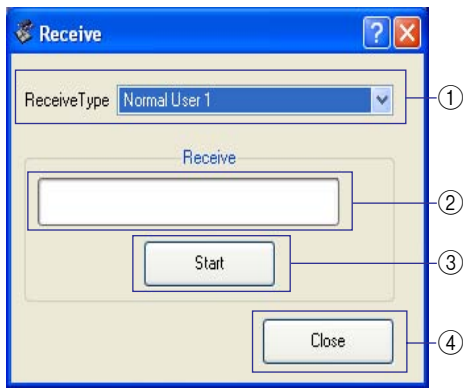 Receive
ReceiveType Normal User 1 ①
Receive
②
Start ③
Close ④